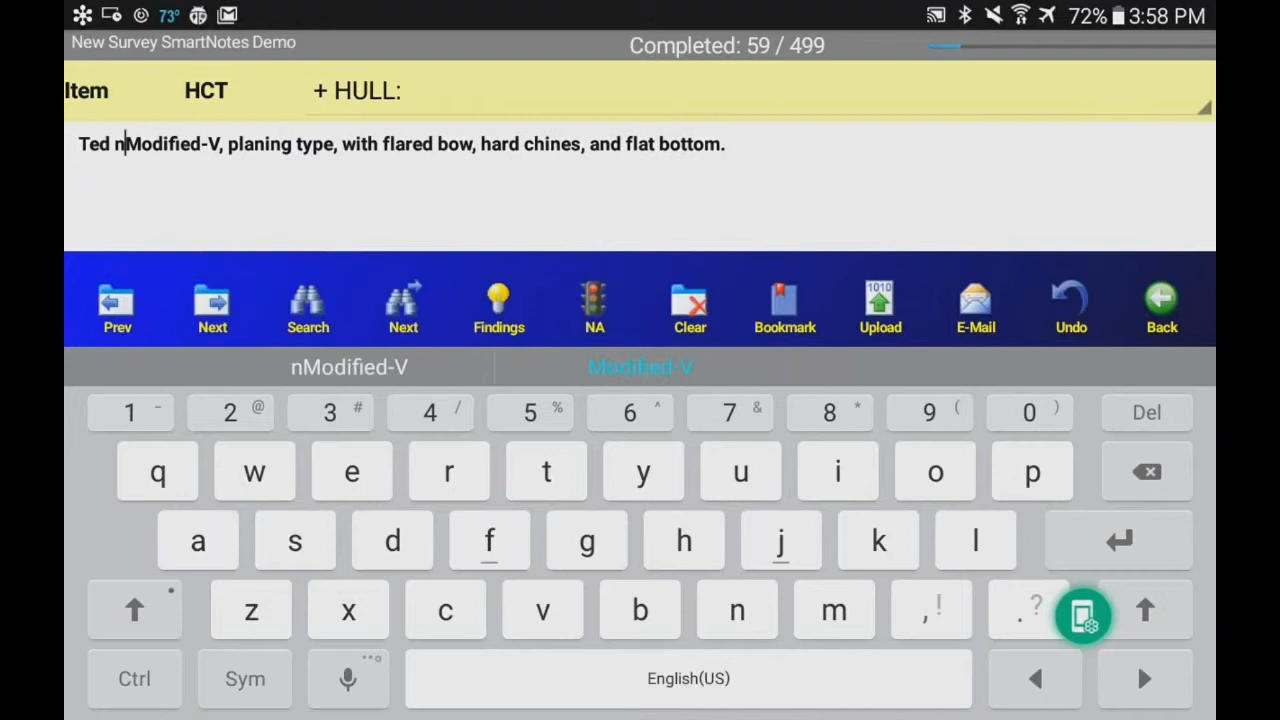 73° 72% 3:58 PM
New Survey SmartNotes Demo Completed: 59 / 499
Item HCT + HULL:
Ted nModified-V, planing type, with flared bow, hard chines, and flat bottom.
1010
Prev Next Search Next Findings NA Clear Bookmark Upload E-Mail Undo Back
nModified-V Modified-V
1 - 2 @ 3 # 4 / 5 % 6 ^ 7 & 8 * 9 ( 0 ) Del
q w e r t y u i o p
a s d f g h j k l
z x c v b n m , ! . ?
Ctrl Sym English(US)